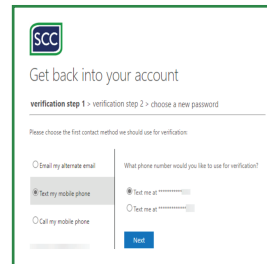 SCC
Get back into your account
verification step 1 > verification step 2 > choose a new password
Please choose the first contact method we should use for verification:
Email my alternate email
What phone number would you like to use for verification?
Text my mobile phone
Text me at ***********
Text me at *************
Call my mobile phone
Next